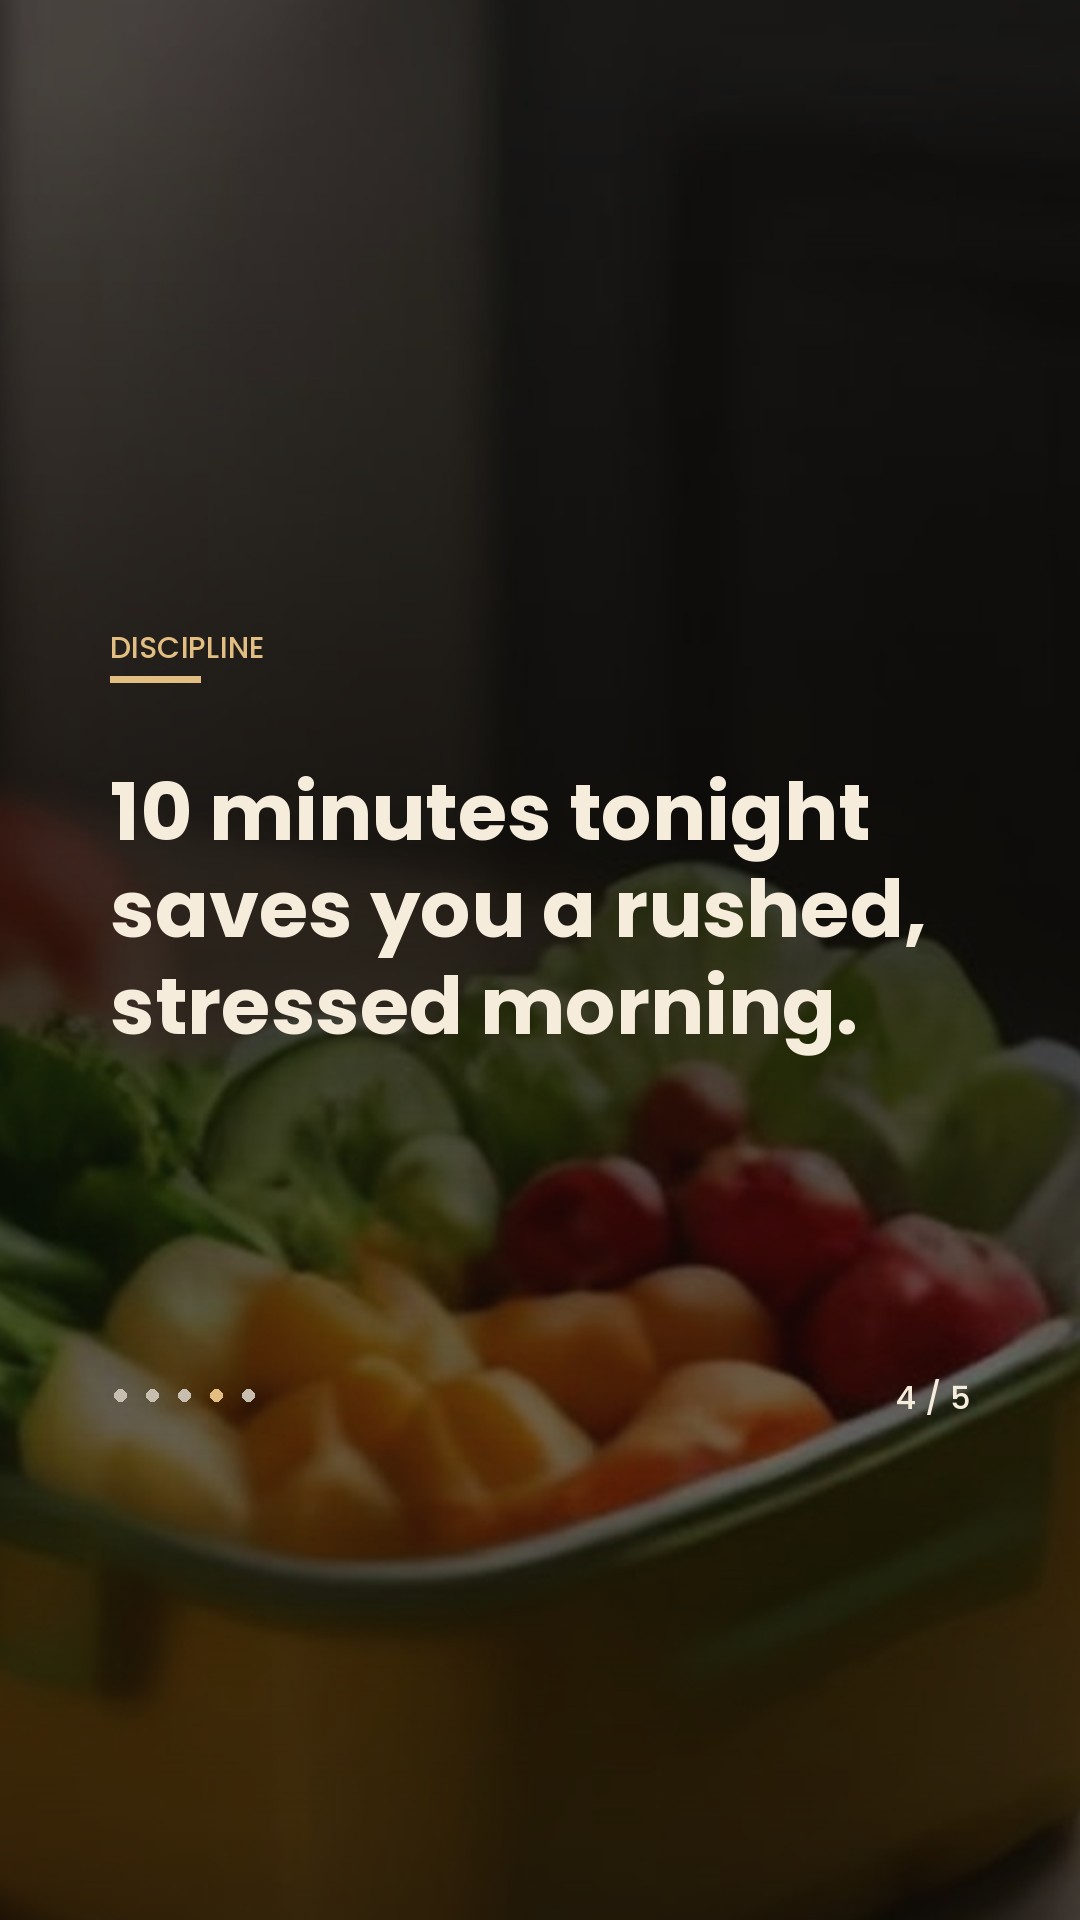 DISCIPLINE
10 minutes tonight
saves you a rushed,
stressed morning.
4 / 5